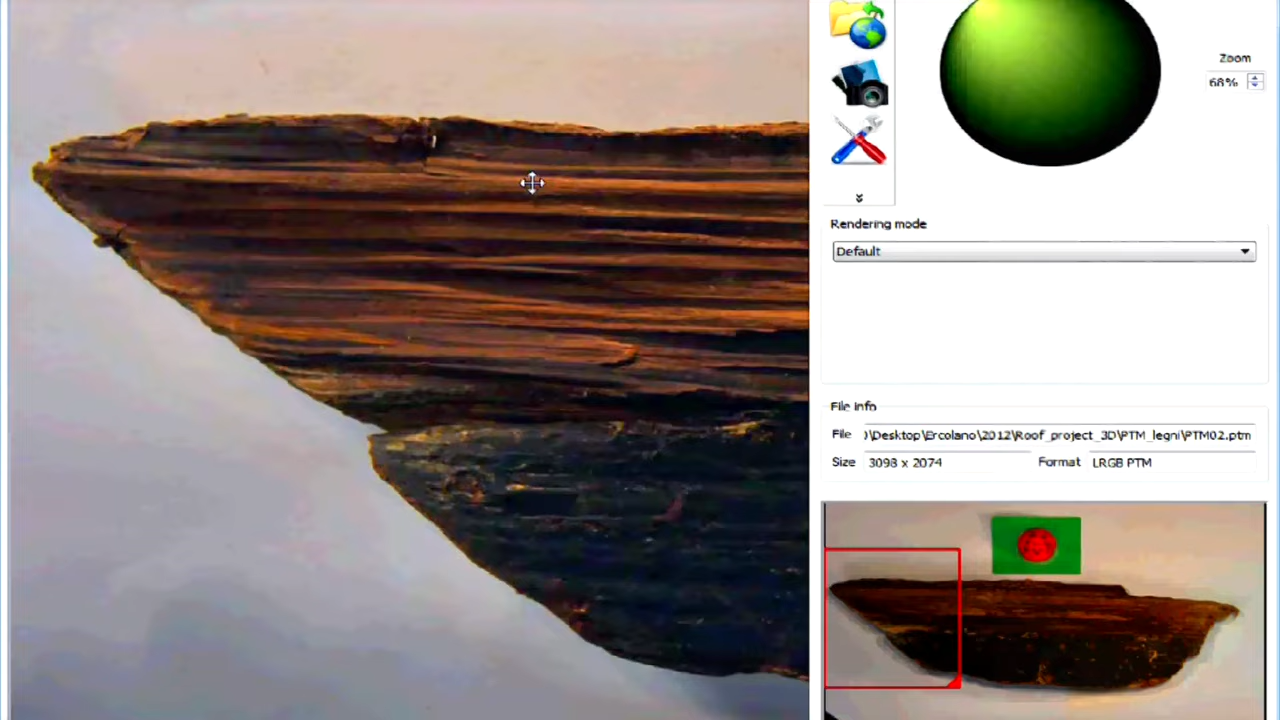 Zoom
68%
Rendering mode
Default
File info
File )\Desktop\Ercolano\2012\Roof_project_3D\PTM_legni\PTM02.ptm
Size 3098 x 2074 Format LRGB PTM